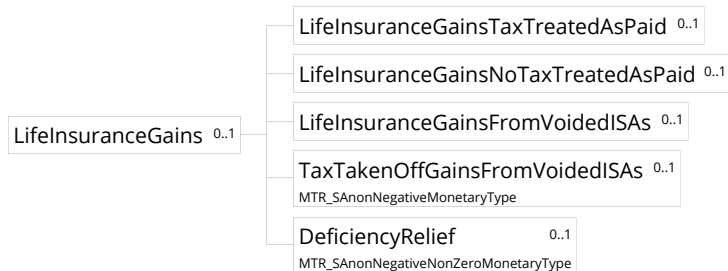 LifeInsuranceGainsTaxTreatedAsPaid 0..1
LifeInsuranceGainsNoTaxTreatedAsPaid 0..1
LifeInsuranceGains 0..1
LifeInsuranceGainsFromVoidedISAs 0..1
TaxTakenOffGainsFromVoidedISAs 0..1
MTR_SAnonNegativeMonetaryType
DeficiencyRelief 0..1
MTR_SAnonNegativeNonZeroMonetaryType